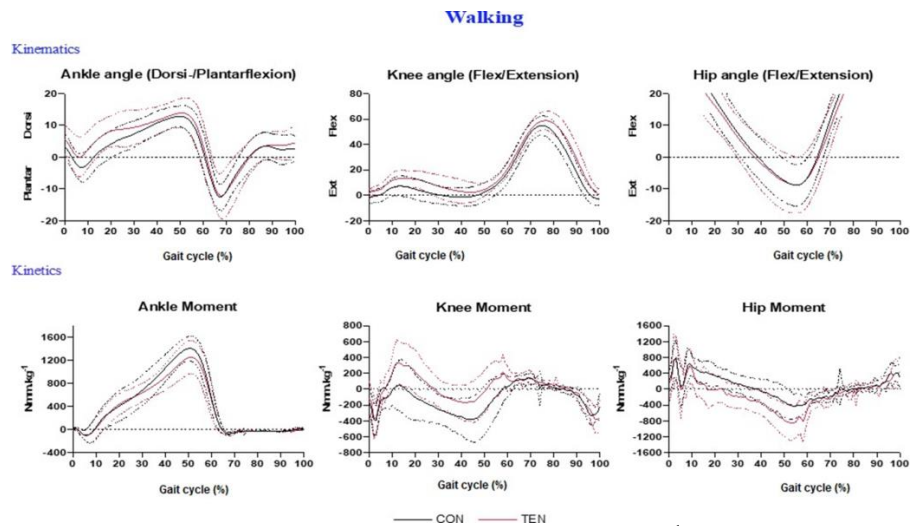 Walking
Kinematics
Ankle angle (Dorsi-/Plantarflexion)
Dorsi
Plantar
20
10
0
-10
-20
0 10 20 30 40 50 60 70 80 90 100
Gait cycle (%)
Knee angle (Flex/Extension)
Flex
Ext
80
60
40
20
0
-20
0 10 20 30 40 50 60 70 80 90 100
Gait cycle (%)
Hip angle (Flex/Extension)
Flex
Ext
20
10
0
-10
-20
0 10 20 30 40 50 60 70 80 90 100
Gait cycle (%)
Kinetics
Ankle Moment
Nmm.kg-1
1600
1200
800
400
0
-400
0 10 20 30 40 50 60 70 80 90 100
Gait cycle (%)
Knee Moment
Nmm.kg-1
800
600
400
200
0
-200
-400
-600
-800
0 10 20 30 40 50 60 70 80 90 100
Gait cycle (%)
Hip Moment
Nmm.kg-1
1600
1200
800
400
0
-400
-800
-1200
-1600
0 10 20 30 40 50 60 70 80 90 100
Gait cycle (%)
CON TEN